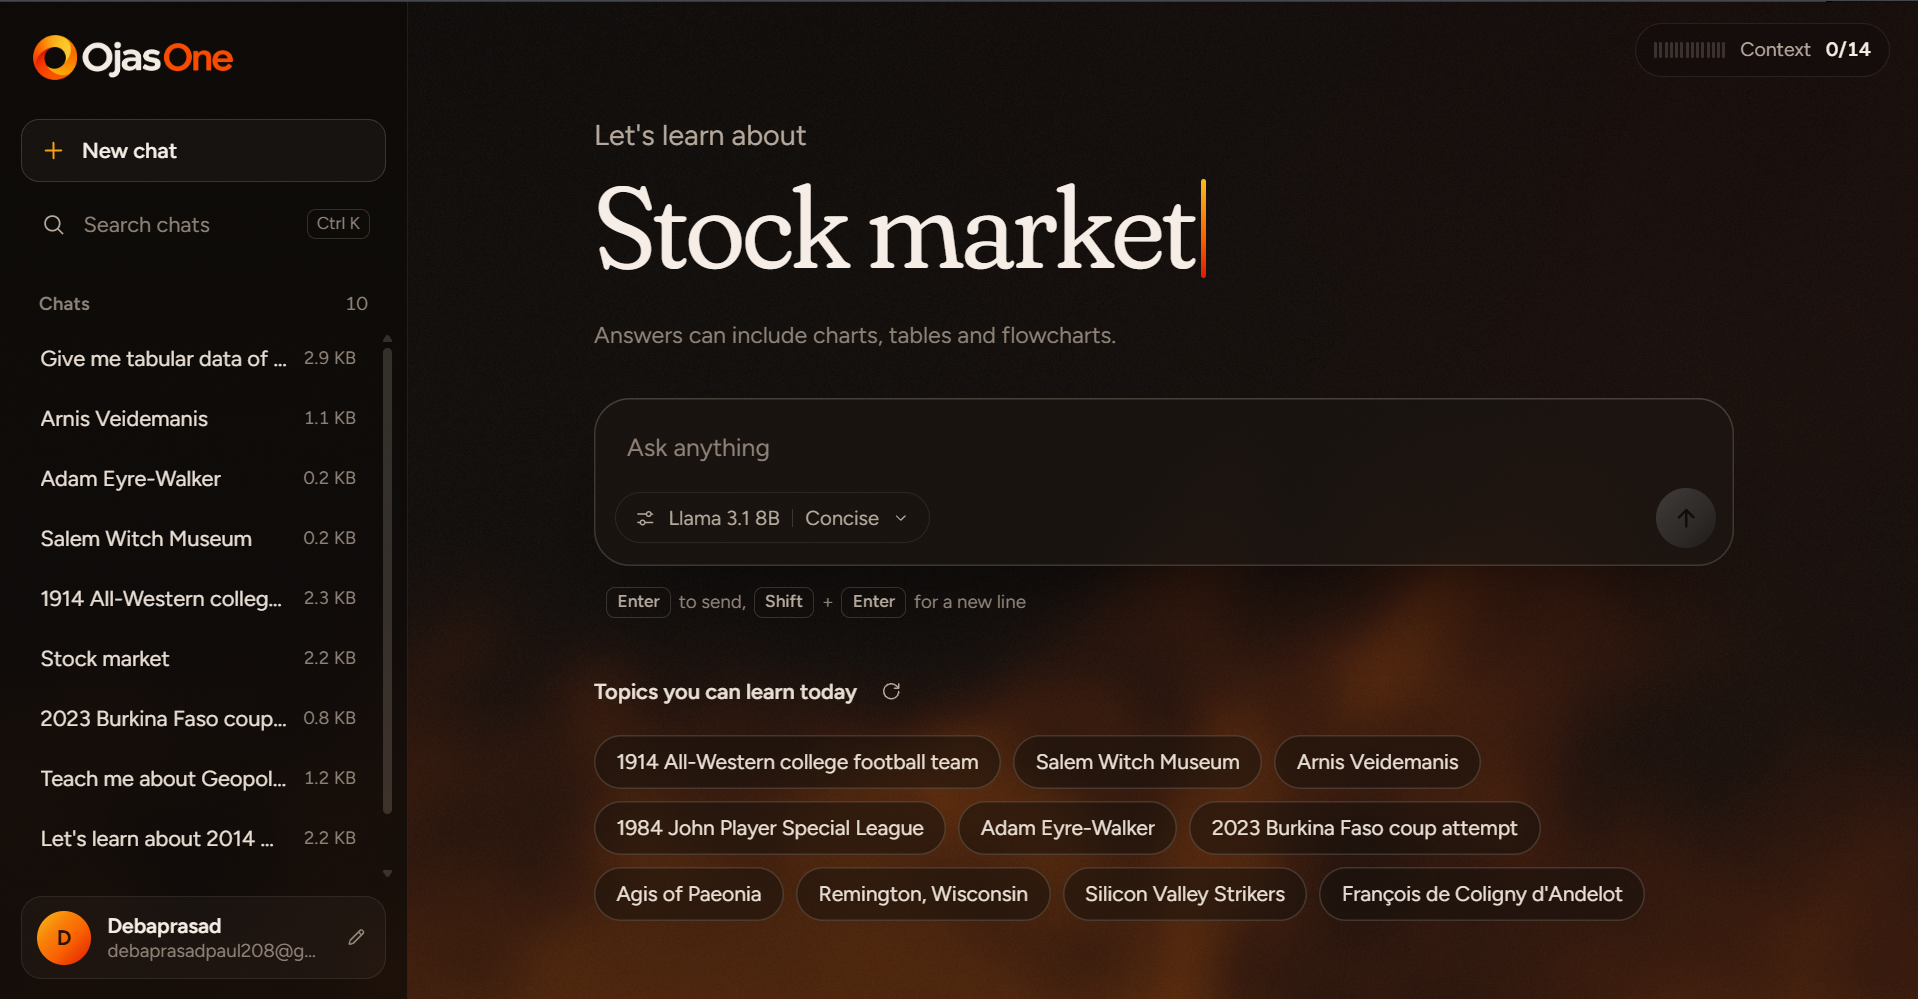 OjasOne
New chat
Search chats Ctrl K
Chats 10
Give me tabular data of ... 2.9 KB
Arnis Veidemanis 1.1 KB
Adam Eyre-Walker 0.2 KB
Salem Witch Museum 0.2 KB
1914 All-Western colleg... 2.3 KB
Stock market 2.2 KB
2023 Burkina Faso coup... 0.8 KB
Teach me about Geopol... 1.2 KB
Let's learn about 2014 ... 2.2 KB
D
Debaprasad
debaprasadpaul208@g...
Context 0/14
Let's learn about
Stock market
Answers can include charts, tables and flowcharts.
Ask anything
Llama 3.1 8B Concise
Enter to send, Shift + Enter for a new line
Topics you can learn today
1914 All-Western college football team Salem Witch Museum Arnis Veidemanis
1984 John Player Special League Adam Eyre-Walker 2023 Burkina Faso coup attempt
Agis of Paeonia Remington, Wisconsin Silicon Valley Strikers François de Coligny d'Andelot